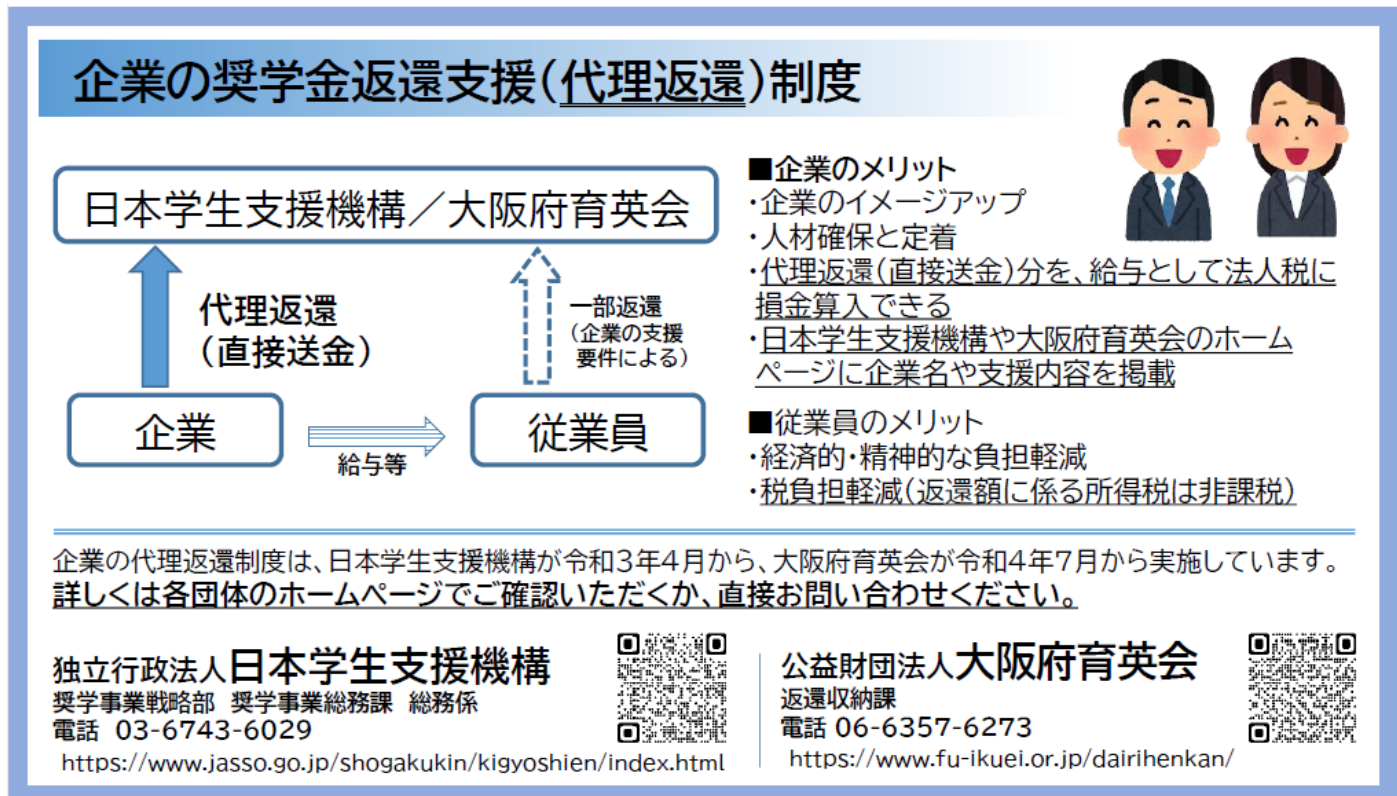 企業の奨学金返還支援(代理返還)制度
日本学生支援機構／大阪府育英会
代理返還
(直接送金)
一部返還
(企業の支援
要件による)
企業
給与等
従業員
■企業のメリット
・企業のイメージアップ
・人材確保と定着
・代理返還(直接送金)分を、給与として法人税に
損金算入できる
・日本学生支援機構や大阪府育英会のホーム
ページに企業名や支援内容を掲載
■従業員のメリット
・経済的・精神的な負担軽減
・税負担軽減(返還額に係る所得税は非課税)
企業の代理返還制度は、日本学生支援機構が令和3年4月から、大阪府育英会が令和4年7月から実施しています。
詳しくは各団体のホームページでご確認いただくか、直接お問い合わせください。
独立行政法人日本学生支援機構
奨学事業戦略部 奨学事業総務課 総務係
電話 03-6743-6029
https://www.jasso.go.jp/shogakukin/kigyoshien/index.html
公益財団法人大阪府育英会
返還収納課
電話 06-6357-6273
https://www.fu-ikuei.or.jp/dairihenkan/